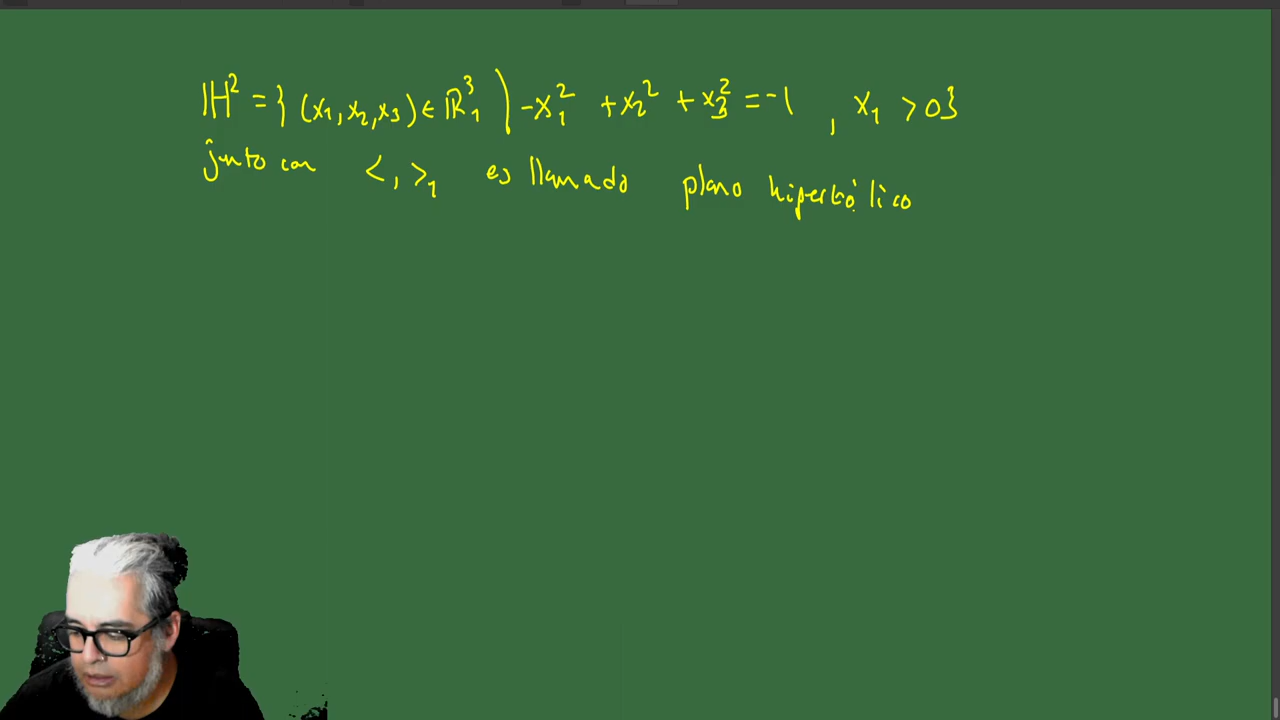 ℍ² = { (x₁, x₂, x₃) ∈ ℝ³₁ | -x₁² + x₂² + x₃² = -1 , x₁ > 0}
junto con < , >₁ es llamado plano hiperbólico